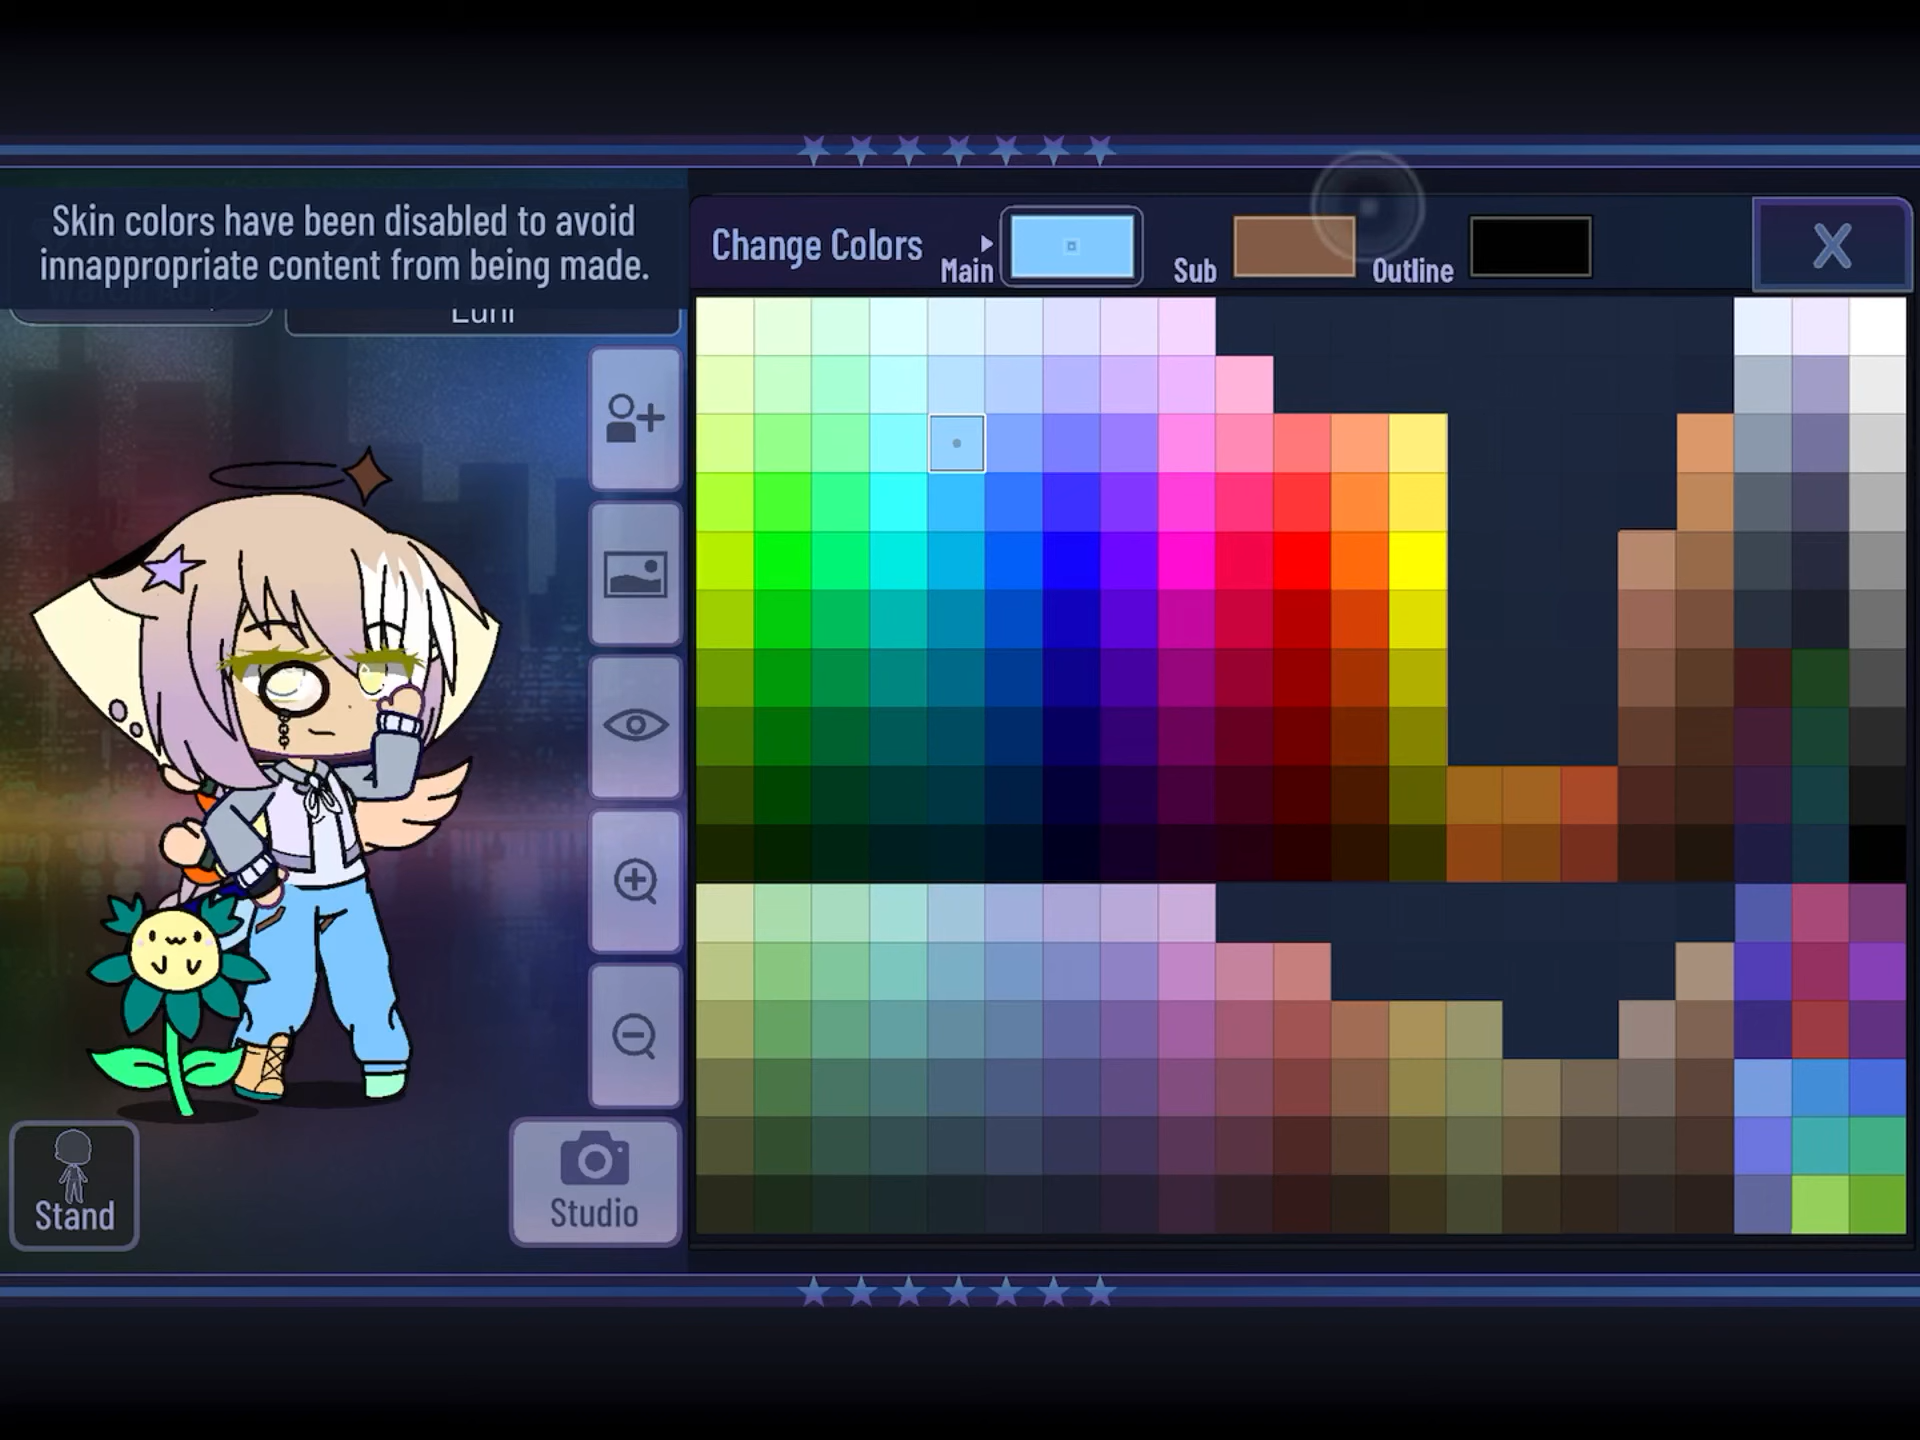 Skin colors have been disabled to avoid
innappropriate content from being made.
Luni
Change Colors
Main
Sub
Outline
X
Stand
Studio